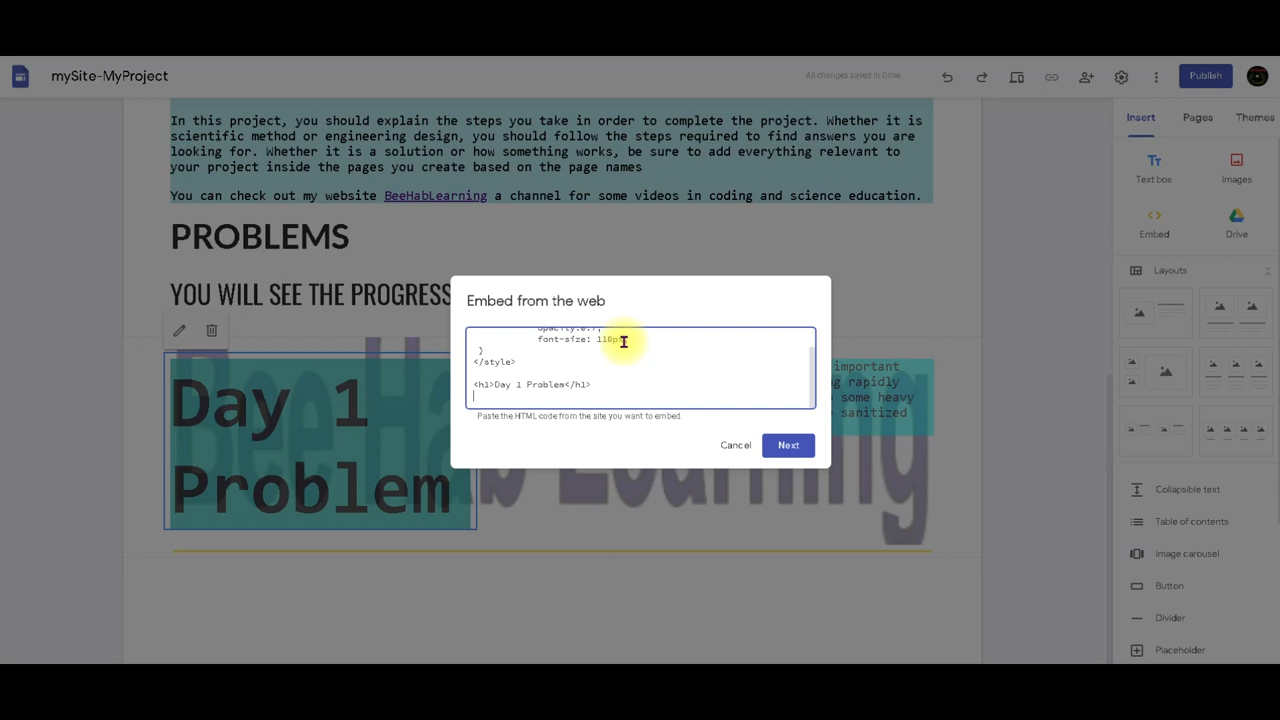 mySite-MyProject
All changes saved in Drive
Publish
In this project, you should explain the steps you take in order to complete the project. Whether it is
scientific method or engineering design, you should follow the steps required to find answers you are
looking for. Whether it is a solution or how something works, be sure to add everything relevant to
your project inside the pages you create based on the page names
You can check out my website BeeHabLearning a channel for some videos in coding and science education.
PROBLEMS
YOU WILL SEE THE PROGRESS
Day 1
Problem
BeeHab Learning
important
rapidly
some heavy
sanitized
Embed from the web
font-size: 110px
}
</style>
<h1>Day 1 Problem</h1>
Paste the HTML code from the site you want to embed.
Cancel
Next
Insert
Pages
Themes
Text box
Images
Embed
Drive
Layouts
Collapsible text
Table of contents
Image carousel
Button
Divider
Placeholder